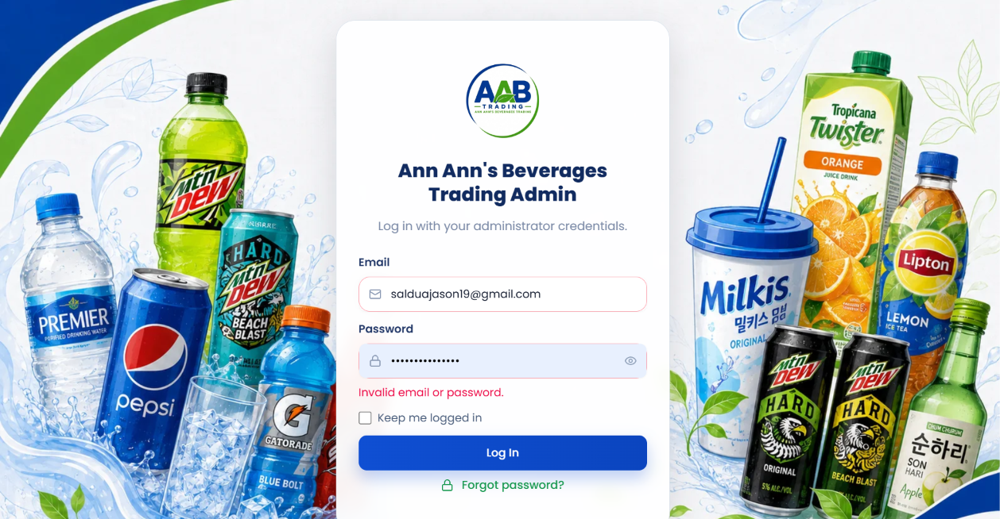 AAB
TRADING
ANN ANN'S BEVERAGES TRADING
Ann Ann's Beverages
Trading Admin
Log in with your administrator credentials.
Email
salduajason19@gmail.com
Password
•••••••••••••••
Invalid email or password.
Keep me logged in
Log In
Forgot password?
Mtn
DEW
HARD
Mtn
DEW
BEACH
BLAST
PREMIER
PURIFIED DRINKING WATER
pepsi
G
GATORADE
BLUE BOLT
Tropicana
Twister
ORANGE
JUICE DRINK
Lipton
LEMON
ICE TEA
Milkis
밀키스
ORIGINAL
Mtn
DEW
HARD
ORIGINAL
5% ALC./VOL
Mtn
DEW
HARD
BEACH BLAST
ALC./VOL
CHUM CHURUM
순하리
SON
HARI
Apple